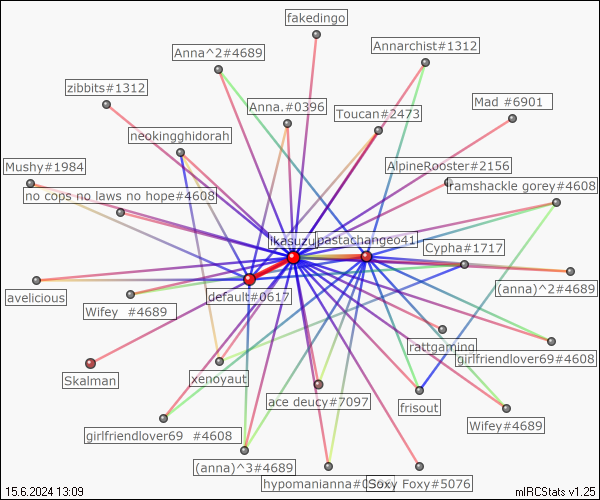 fakedingo
Anna^2#4689
Annarchist#1312
zibbits#1312
Anna.#0396
Toucan#2473
Mad #6901
neokingghidorah
Mushy#1984
AlpineRooster#2156
no cops no laws no hope#4608
ramshackle gorey#4608
ikasuzu
pastachange041
Cypha#1717
avelicious
default#0617
(anna)^2#4689
Wifey #4689
rattgaming
girlfriendlover69#4608
Skalman
xenoyaut
ace deucy#7097
frisout
Wifey#4689
girlfriendlover69 #4608
(anna)^3#4689
Soxy Foxy#5076
15.6.2024 13:09
mIRCStats v1.25